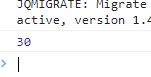 JQMIGRATE: Migrate
active, version 1.4
30